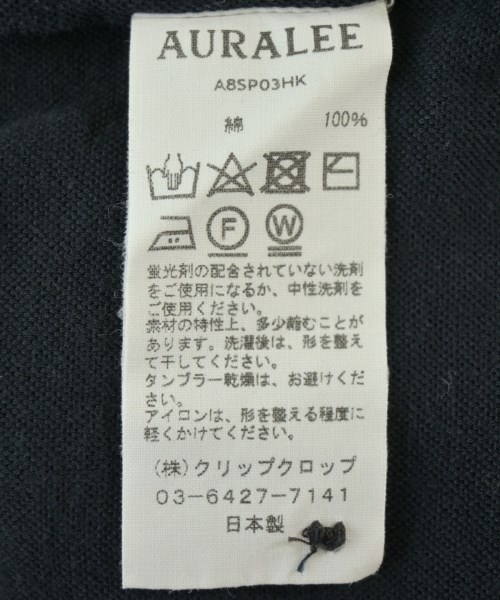 AURALEE
A8SP03HK
綿 100%
F W
蛍光剤の配合されていない洗剤
をご使用になるか、中性洗剤を
ご使用ください。
素材の特性上、多少縮むことが
あります。洗濯後は、形を整え
て干してください。
タンブラー乾燥は、お避けくだ
さい。
アイロンは、形を整える程度に
軽くかけてください。
(株)クリップクロップ
03-6427-7141
日本製